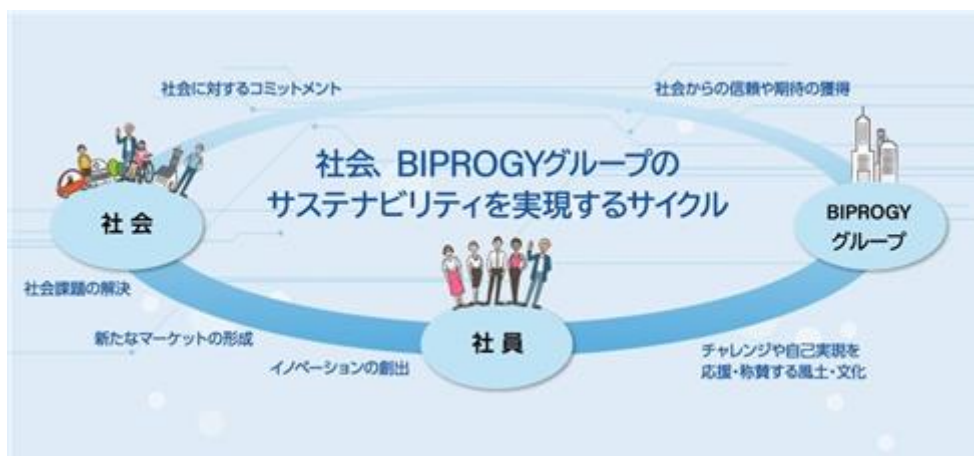 社会に対するコミットメント
社会からの信頼や期待の獲得
社会、BIPROGYグループの
サステナビリティを実現するサイクル
社会
BIPROGY
グループ
社会課題の解決
新たなマーケットの形成
イノベーションの創出
社員
チャレンジや自己実現を
応援・称賛する風土・文化